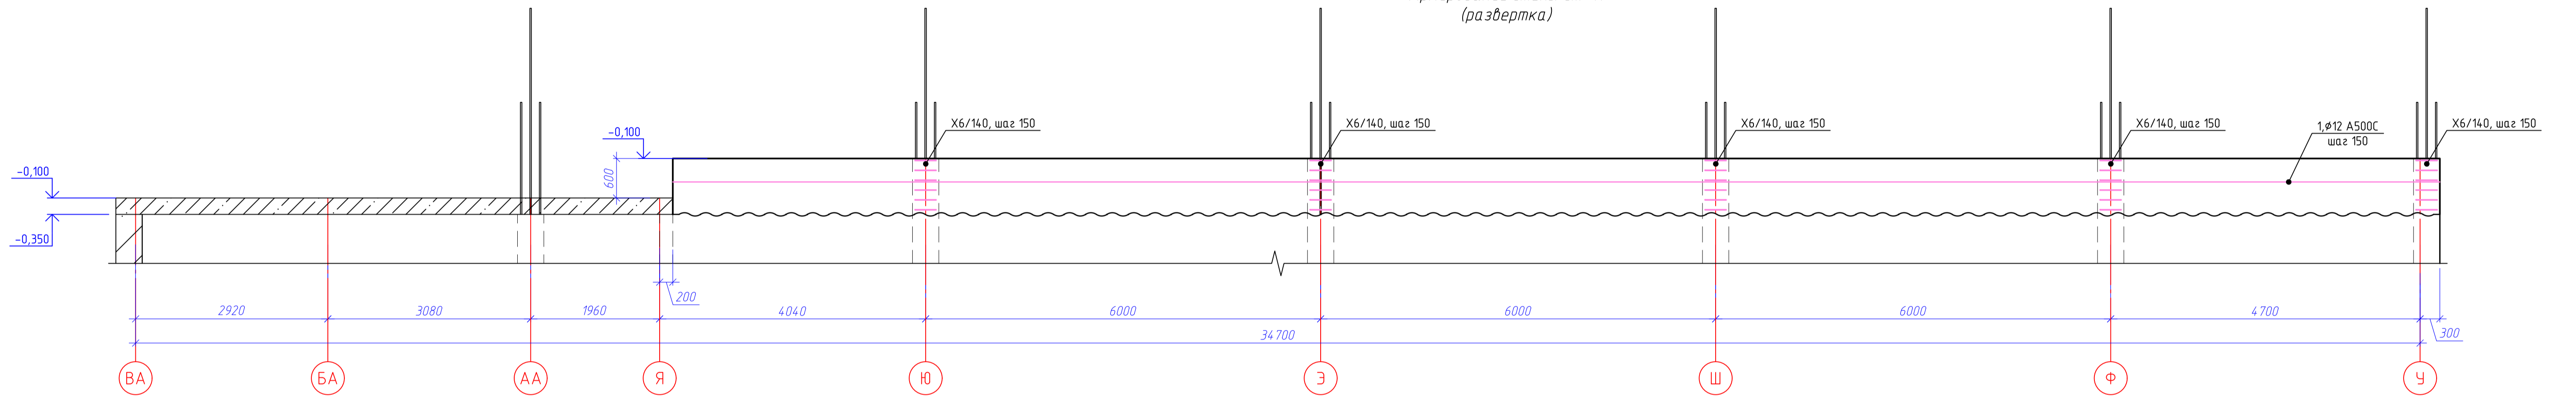 (развертка)
Х6/140, шаг 150
Х6/140, шаг 150
Х6/140, шаг 150
Х6/140, шаг 150
1,ø12 А500С
шаг 150
Х6/140, шаг 150
-0,100
-0,100
600
-0,350
200
2920
3080
1960
4040
6000
6000
6000
4700
300
34700
ВА
БА
АА
Я
Ю
Э
Ш
Ф
У